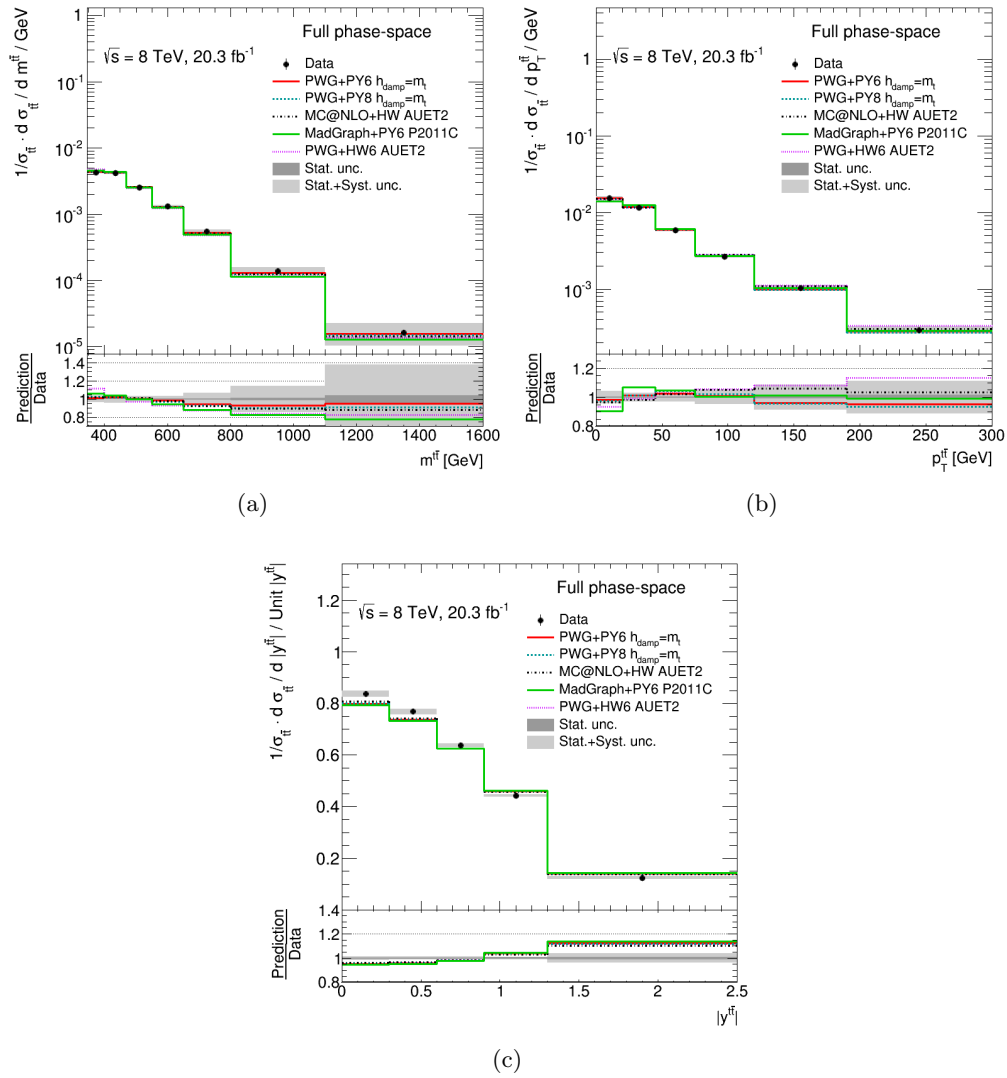 Full phase-space
√s = 8 TeV, 20.3 fb⁻¹
Data
PWG+PY6 h_damp=m_t
PWG+PY8 h_damp=m_t
MC@NLO+HW AUET2
MadGraph+PY6 P2011C
PWG+HW6 AUET2
Stat. unc.
Stat.+Syst. unc.
1/σ_tt̄ · d σ_tt̄ / d m^tt̄ / GeV
1
10⁻¹
10⁻²
10⁻³
10⁻⁴
10⁻⁵
Prediction
Data
1.4
1.2
1
0.8
400 600 800 1000 1200 1400 1600
m^tt̄ [GeV]
(a)
Full phase-space
√s = 8 TeV, 20.3 fb⁻¹
Data
PWG+PY6 h_damp=m_t
PWG+PY8 h_damp=m_t
MC@NLO+HW AUET2
MadGraph+PY6 P2011C
PWG+HW6 AUET2
Stat. unc.
Stat.+Syst. unc.
1/σ_tt̄ · d σ_tt̄ / d p_T^tt̄ / GeV
1
10⁻¹
10⁻²
10⁻³
Prediction
Data
1.2
1
0.8
0 50 100 150 200 250 300
p_T^tt̄ [GeV]
(b)
Full phase-space
√s = 8 TeV, 20.3 fb⁻¹
Data
PWG+PY6 h_damp=m_t
PWG+PY8 h_damp=m_t
MC@NLO+HW AUET2
MadGraph+PY6 P2011C
PWG+HW6 AUET2
Stat. unc.
Stat.+Syst. unc.
1/σ_tt̄ · d σ_tt̄ / d |y^tt̄| / Unit |y^tt̄|
1.2
1
0.8
0.6
0.4
0.2
Prediction
Data
1.4
1.2
1
0.8
0 0.5 1 1.5 2 2.5
|y^tt̄|
(c)